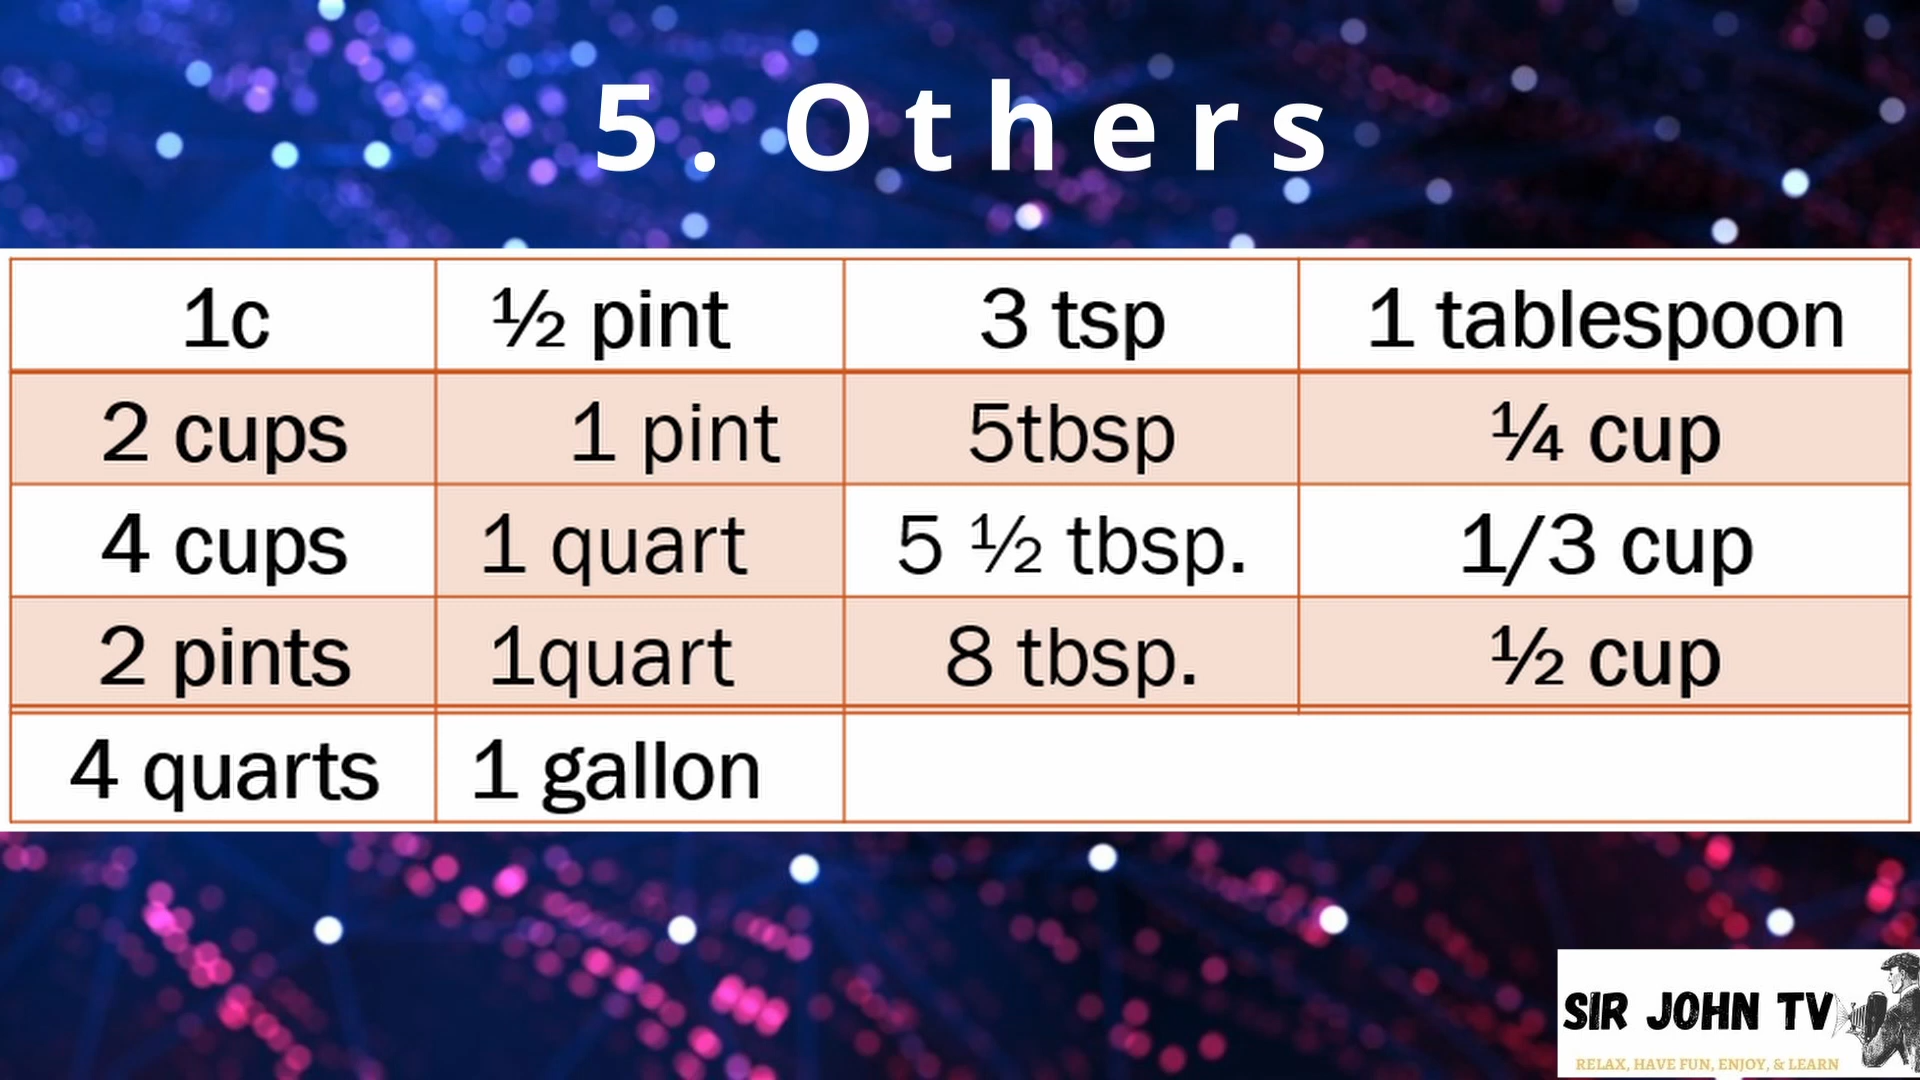 5. Others
1c ½ pint 3 tsp 1 tablespoon
2 cups 1 pint 5tbsp ¼ cup
4 cups 1 quart 5 ½ tbsp. 1/3 cup
2 pints 1quart 8 tbsp. ½ cup
4 quarts 1 gallon
SIR JOHN TV
RELAX, HAVE FUN, ENJOY, & LEARN